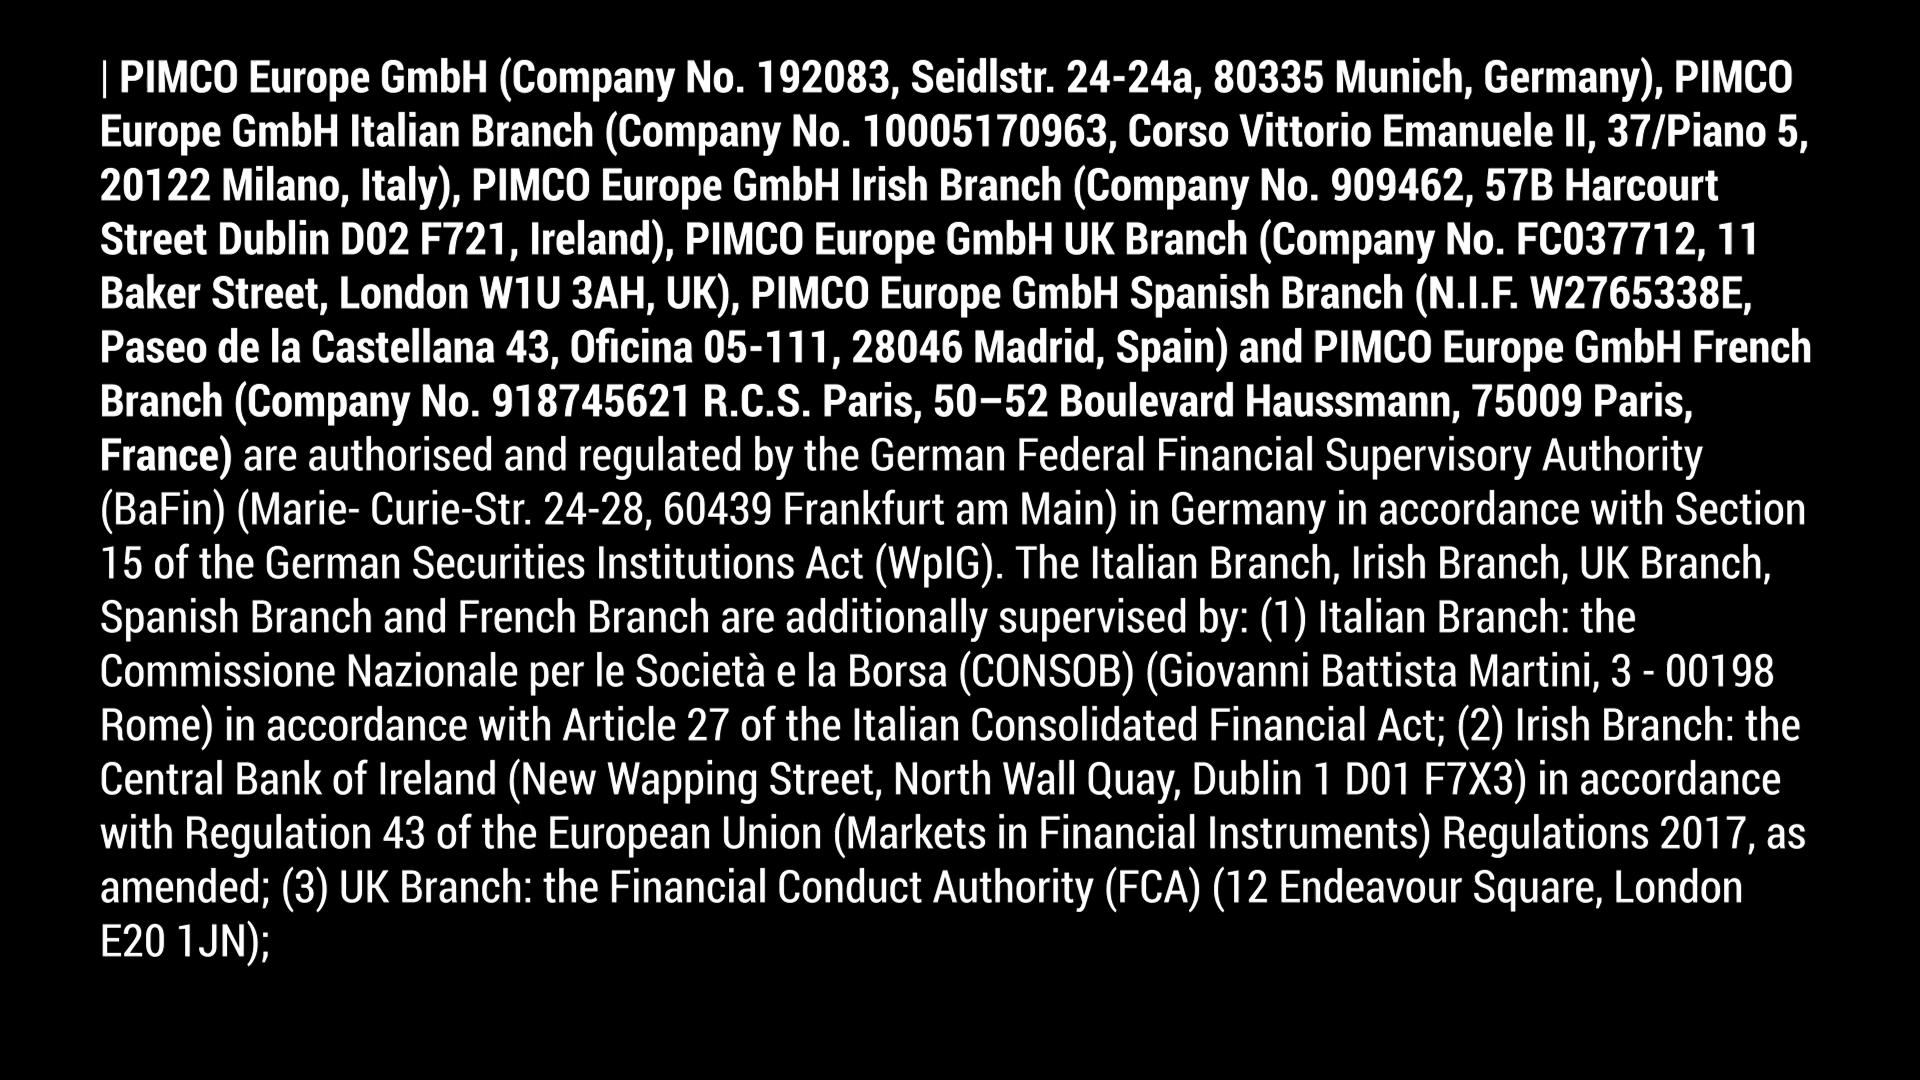 | PIMCO Europe GmbH (Company No. 192083, Seidlstr. 24-24a, 80335 Munich, Germany), PIMCO
Europe GmbH Italian Branch (Company No. 10005170963, Corso Vittorio Emanuele II, 37/Piano 5,
20122 Milano, Italy), PIMCO Europe GmbH Irish Branch (Company No. 909462, 57B Harcourt
Street Dublin D02 F721, Ireland), PIMCO Europe GmbH UK Branch (Company No. FC037712, 11
Baker Street, London W1U 3AH, UK), PIMCO Europe GmbH Spanish Branch (N.I.F. W2765338E,
Paseo de la Castellana 43, Oficina 05-111, 28046 Madrid, Spain) and PIMCO Europe GmbH French
Branch (Company No. 918745621 R.C.S. Paris, 50–52 Boulevard Haussmann, 75009 Paris,
France) are authorised and regulated by the German Federal Financial Supervisory Authority
(BaFin) (Marie- Curie-Str. 24-28, 60439 Frankfurt am Main) in Germany in accordance with Section
15 of the German Securities Institutions Act (WpIG). The Italian Branch, Irish Branch, UK Branch,
Spanish Branch and French Branch are additionally supervised by: (1) Italian Branch: the
Commissione Nazionale per le Società e la Borsa (CONSOB) (Giovanni Battista Martini, 3 - 00198
Rome) in accordance with Article 27 of the Italian Consolidated Financial Act; (2) Irish Branch: the
Central Bank of Ireland (New Wapping Street, North Wall Quay, Dublin 1 D01 F7X3) in accordance
with Regulation 43 of the European Union (Markets in Financial Instruments) Regulations 2017, as
amended; (3) UK Branch: the Financial Conduct Authority (FCA) (12 Endeavour Square, London
E20 1JN);